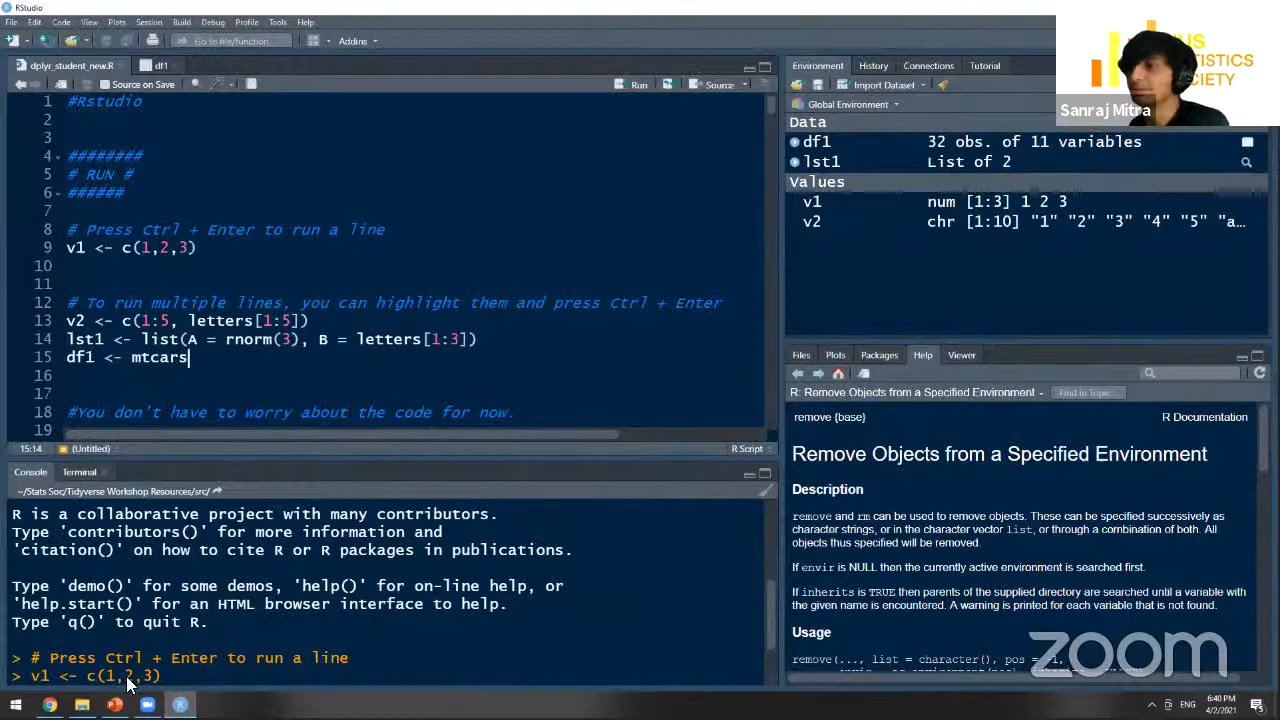 RStudio
File Edit Code View Plots Session Build Debug Profile Tools Help
Go to file/function Addins
dplyr_student_new.R df1
Source on Save Run Source
1 #Rstudio
2
3
4 ########
5 # RUN #
6 ######
7
8 # Press Ctrl + Enter to run a line
9 v1 <- c(1,2,3)
10
11
12 # To run multiple lines, you can highlight them and press Ctrl + Enter
13 v2 <- c(1:5, letters[1:5])
14 lst1 <- list(A = rnorm(3), B = letters[1:3])
15 df1 <- mtcars
16
17
18 #You don't have to worry about the code for now.
19
15:14 (Untitled) R Script
Console Terminal
~/Stats Soc/Tidyverse Workshop Resources/src/
R is a collaborative project with many contributors.
Type 'contributors()' for more information and
'citation()' on how to cite R or R packages in publications.
Type 'demo()' for some demos, 'help()' for on-line help, or
'help.start()' for an HTML browser interface to help.
Type 'q()' to quit R.
> # Press Ctrl + Enter to run a line
> v1 <- c(1,2,3)
Environment History Connections Tutorial
Import Dataset
Global Environment
Data
df1 32 obs. of 11 variables
lst1 List of 2
Values
v1 num [1:3] 1 2 3
v2 chr [1:10] "1" "2" "3" "4" "5" "a…
Sanraj Mitra
Files Plots Packages Help Viewer
R: Remove Objects from a Specified Environment Find in Topic
remove {base} R Documentation
Remove Objects from a Specified Environment
Description
remove and rm can be used to remove objects. These can be specified successively as
character strings, or in the character vector list, or through a combination of both. All
objects thus specified will be removed.
If envir is NULL then the currently active environment is searched first.
If inherits is TRUE then parents of the supplied directory are searched until a variable with
the given name is encountered. A warning is printed for each variable that is not found.
Usage
remove(..., list = character(), pos =
zoom
ENG
6:40 PM
4/2/2021